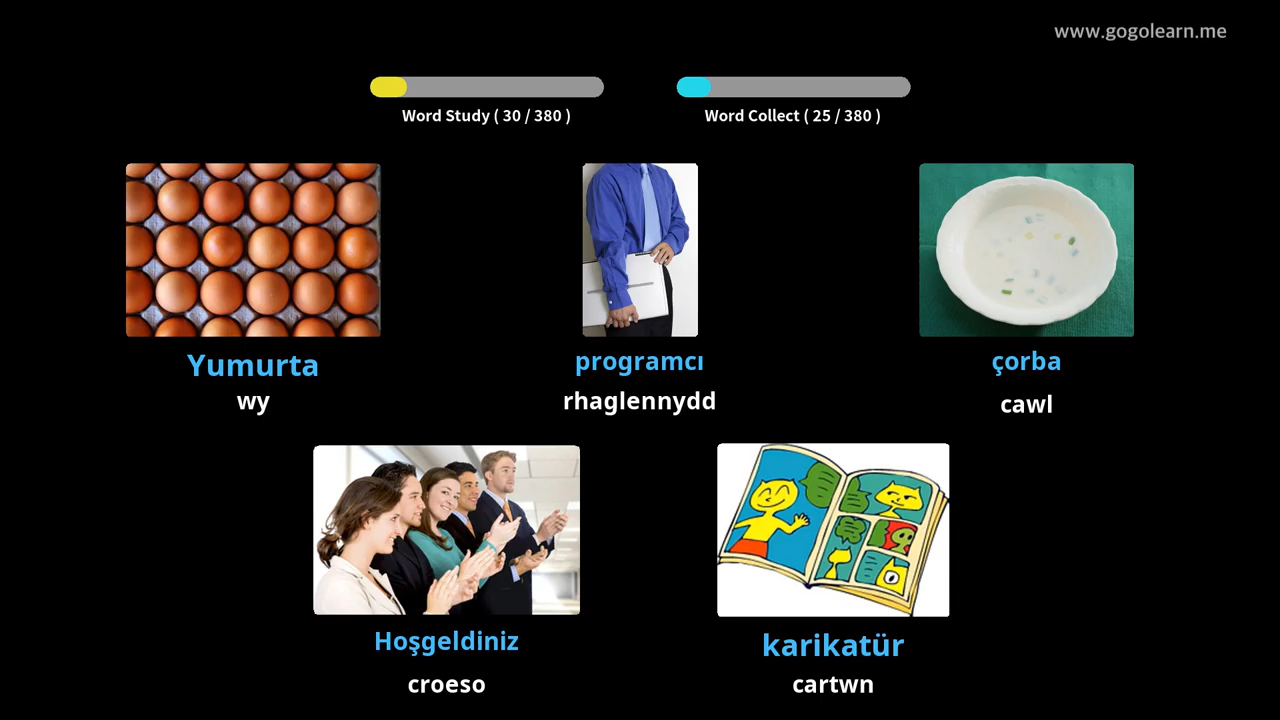 www.gogolearn.me
Word Study ( 30 / 380 )
Word Collect ( 25 / 380 )
Yumurta
wy
programcı
rhaglennydd
çorba
cawl
Hoşgeldiniz
croeso
karikatür
cartwn